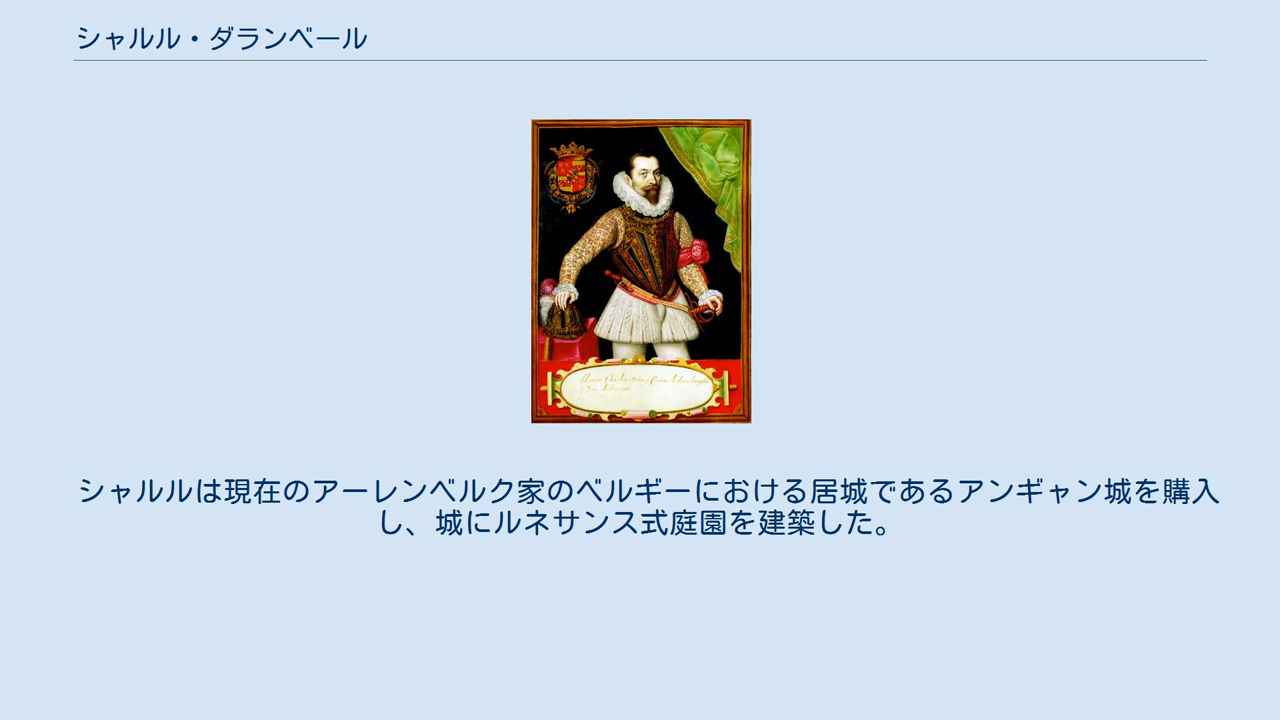 シャルル・ダランベール
シャルルは現在のアーレンベルク家のベルギーにおける居城であるアンギャン城を購入
し、城にルネサンス式庭園を建築した。